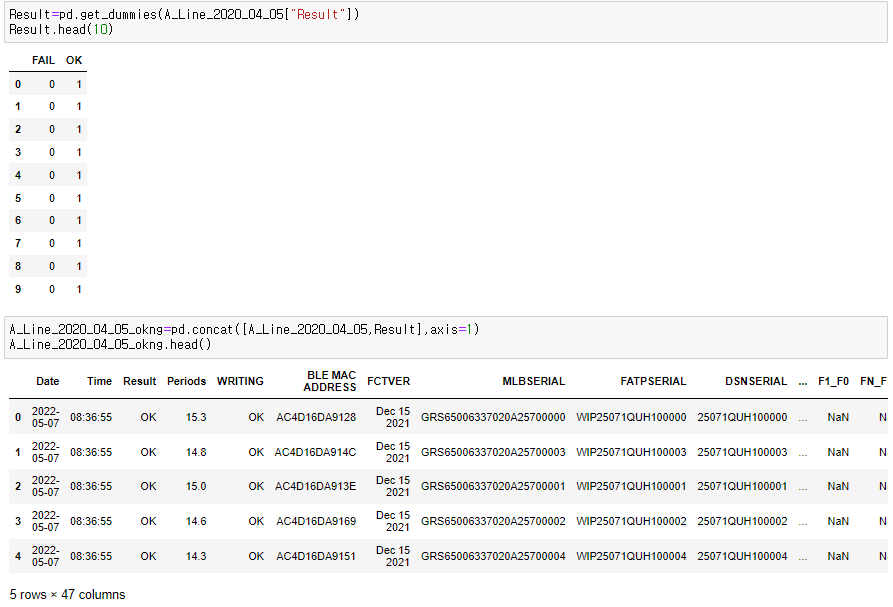 Result=pd.get_dummies(A_Line_2020_04_05["Result"])
Result.head(10)
FAIL OK
0 0 1
1 0 1
2 0 1
3 0 1
4 0 1
5 0 1
6 0 1
7 0 1
8 0 1
9 0 1
A_Line_2020_04_05_okng=pd.concat([A_Line_2020_04_05,Result],axis=1)
A_Line_2020_04_05_okng.head()
Date Time Result Periods WRITING BLE MAC ADDRESS FCTVER MLBSERIAL FATPSERIAL DSNSERIAL ... F1_F0 FN_F
0 2022-05-07 08:36:55 OK 15.3 OK AC4D16DA9128 Dec 15 2021 GRS65006337020A25700000 WIP25071QUH100000 25071QUH100000 ... NaN N
1 2022-05-07 08:36:55 OK 14.8 OK AC4D16DA914C Dec 15 2021 GRS65006337020A25700003 WIP25071QUH100003 25071QUH100003 ... NaN N
2 2022-05-07 08:36:55 OK 15.0 OK AC4D16DA913E Dec 15 2021 GRS65006337020A25700001 WIP25071QUH100001 25071QUH100001 ... NaN N
3 2022-05-07 08:36:55 OK 14.6 OK AC4D16DA9169 Dec 15 2021 GRS65006337020A25700002 WIP25071QUH100002 25071QUH100002 ... NaN N
4 2022-05-07 08:36:55 OK 14.3 OK AC4D16DA9151 Dec 15 2021 GRS65006337020A25700004 WIP25071QUH100004 25071QUH100004 ... NaN N
5 rows × 47 columns